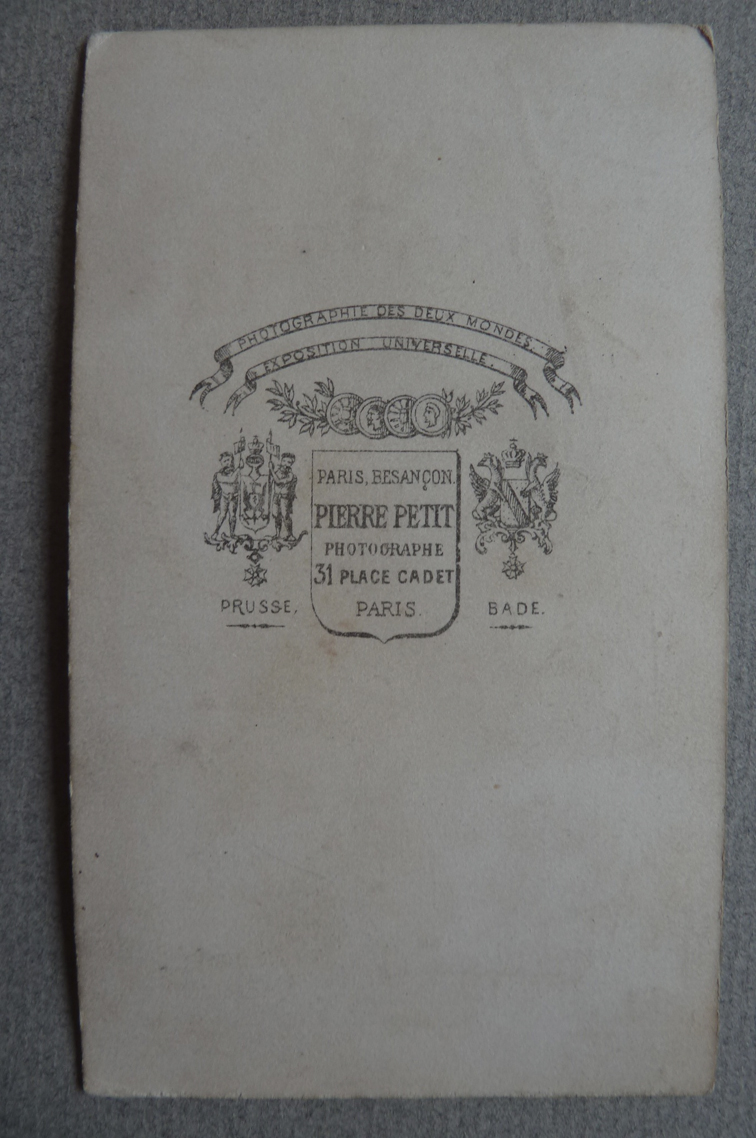 PHOTOGRAPHIE DES DEUX MONDES.
EXPOSITION UNIVERSELLE.
PARIS, BESANÇON.
PIERRE PETIT
PHOTOGRAPHE
31 PLACE CADET
PARIS.
PRUSSE.
BADE.